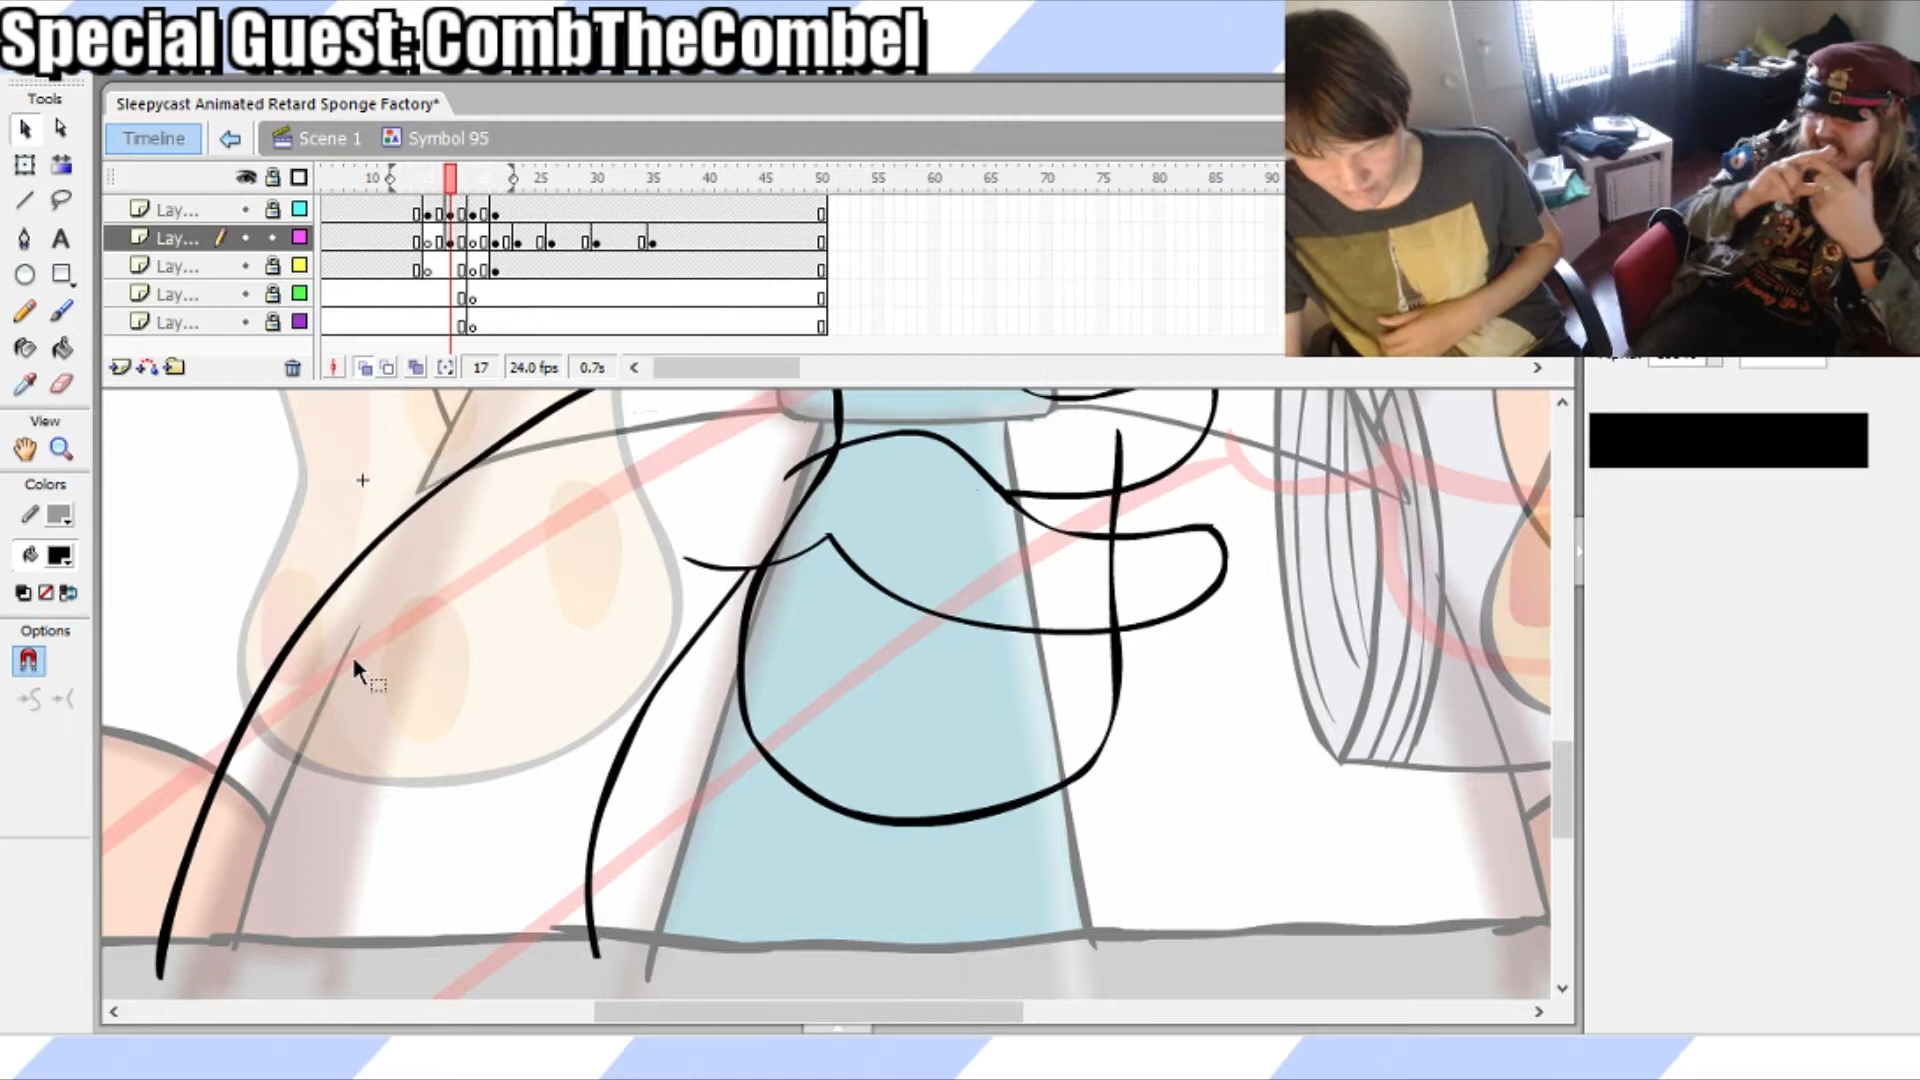 Special Guest: CombTheCombel
Tools
Sleepycast Animated Retard Sponge Factory*
Timeline
Scene 1
Symbol 95
10 25 30 35 40 45 50 55 60 65 70 75 80 85 90
Lay...
Lay...
Lay...
Lay...
Lay...
17 24.0 fps 0.7s
View
Colors
Options